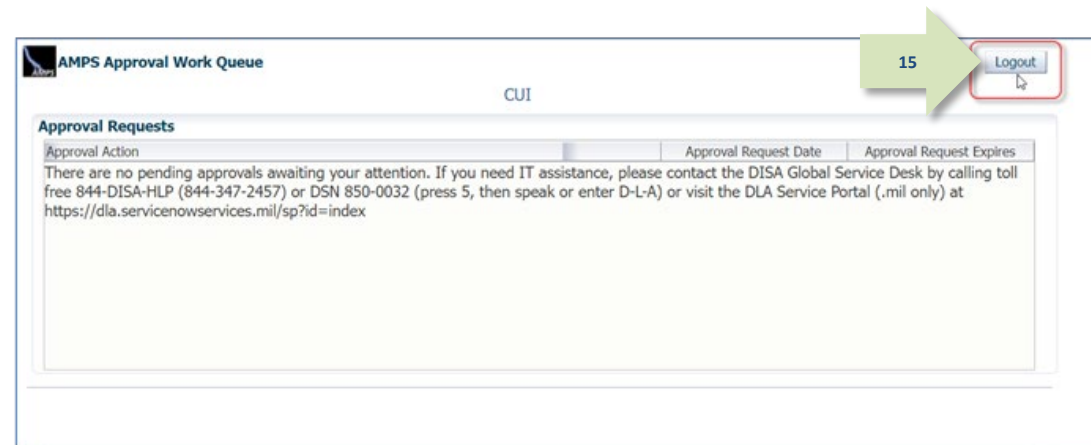 AMPS AMPS Approval Work Queue 15 Logout
CUI
Approval Requests
Approval Action Approval Request Date Approval Request Expires
There are no pending approvals awaiting your attention. If you need IT assistance, please contact the DISA Global Service Desk by calling toll
free 844-DISA-HLP (844-347-2457) or DSN 850-0032 (press 5, then speak or enter D-L-A) or visit the DLA Service Portal (.mil only) at
https://dla.servicenowservices.mil/sp?id=index